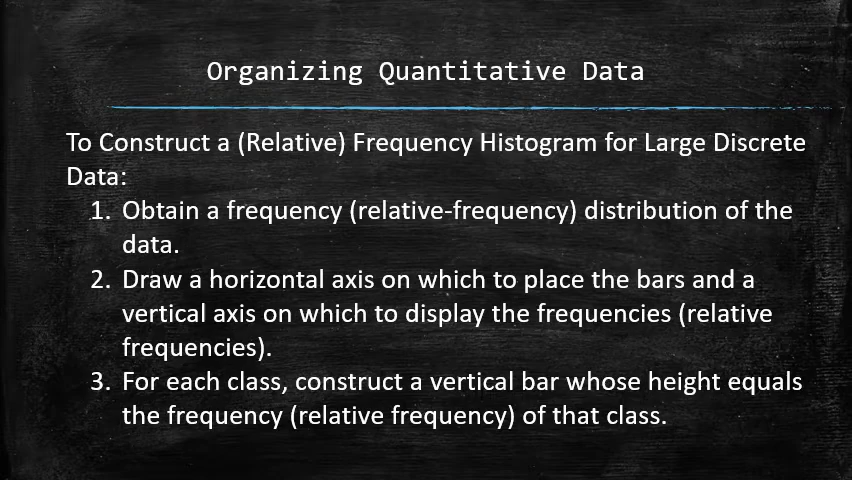 Organizing Quantitative Data
To Construct a (Relative) Frequency Histogram for Large Discrete
Data:
1. Obtain a frequency (relative-frequency) distribution of the
data.
2. Draw a horizontal axis on which to place the bars and a
vertical axis on which to display the frequencies (relative
frequencies).
3. For each class, construct a vertical bar whose height equals
the frequency (relative frequency) of that class.